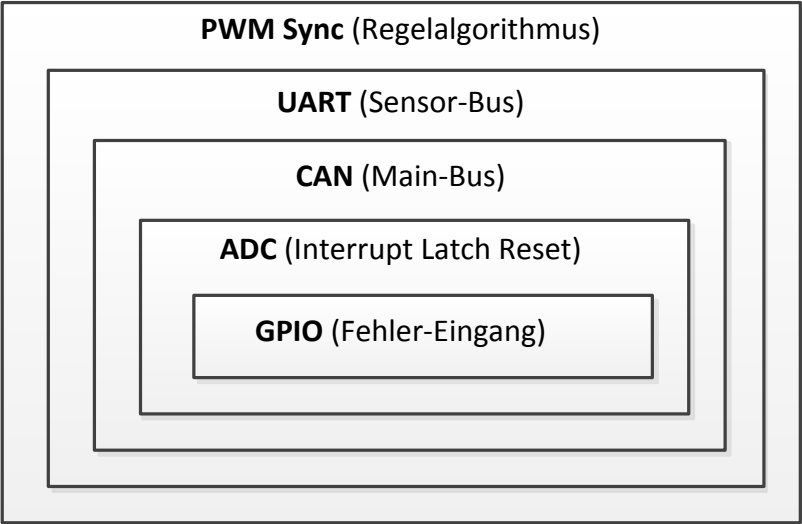 PWM Sync (Regelalgorithmus)
UART (Sensor-Bus)
CAN (Main-Bus)
ADC (Interrupt Latch Reset)
GPIO (Fehler-Eingang)